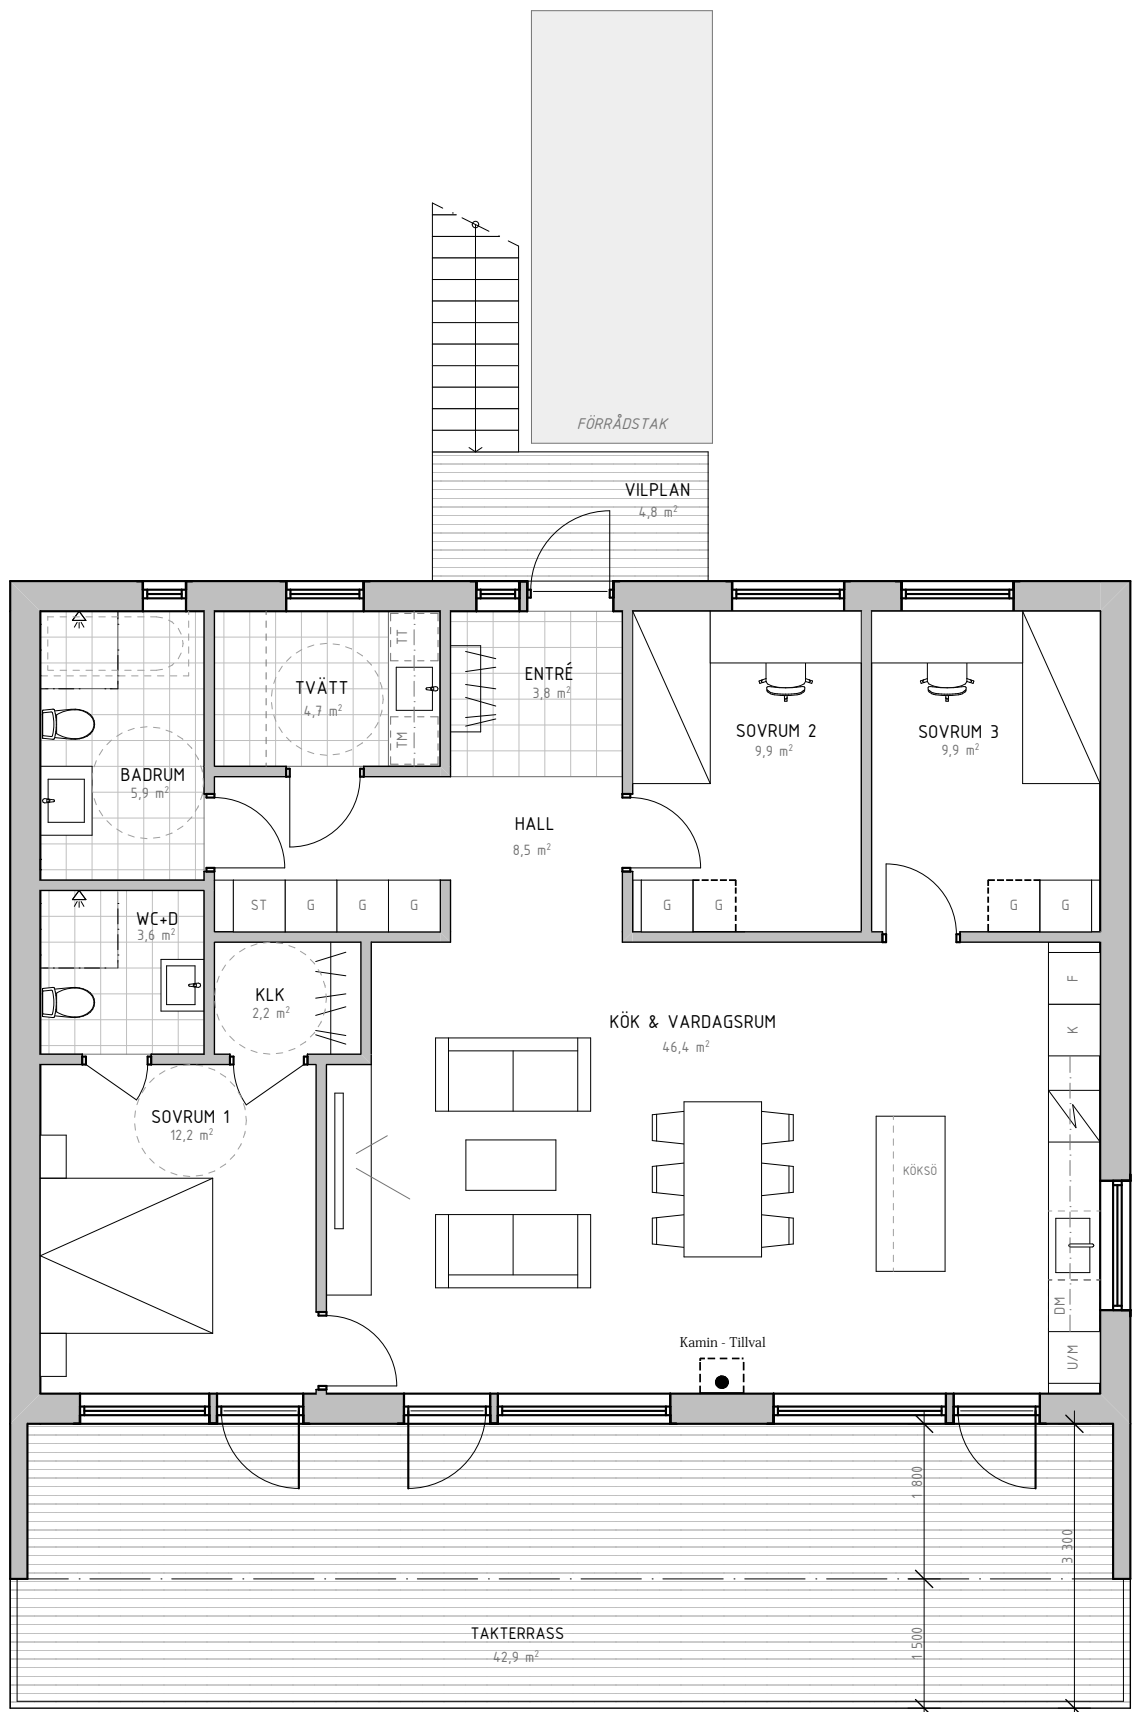 FÖRRÅDSTAK
VILPLAN
4,8 m²
ENTRÉ
3,8 m²
TVÄTT
4,7 m²
TT
TM
BADRUM
5,9 m²
SOVRUM 2
9,9 m²
SOVRUM 3
9,9 m²
HALL
8,5 m²
ST
G
G
G
G
G
G
G
WC+D
3,6 m²
KLK
2,2 m²
KÖK & VARDAGSRUM
46,4 m²
F
K
SOVRUM 1
12,2 m²
KÖKSÖ
DM
U/M
Kamin - Tillval
1 800
3 300
1 500
TAKTERRASS
42,9 m²